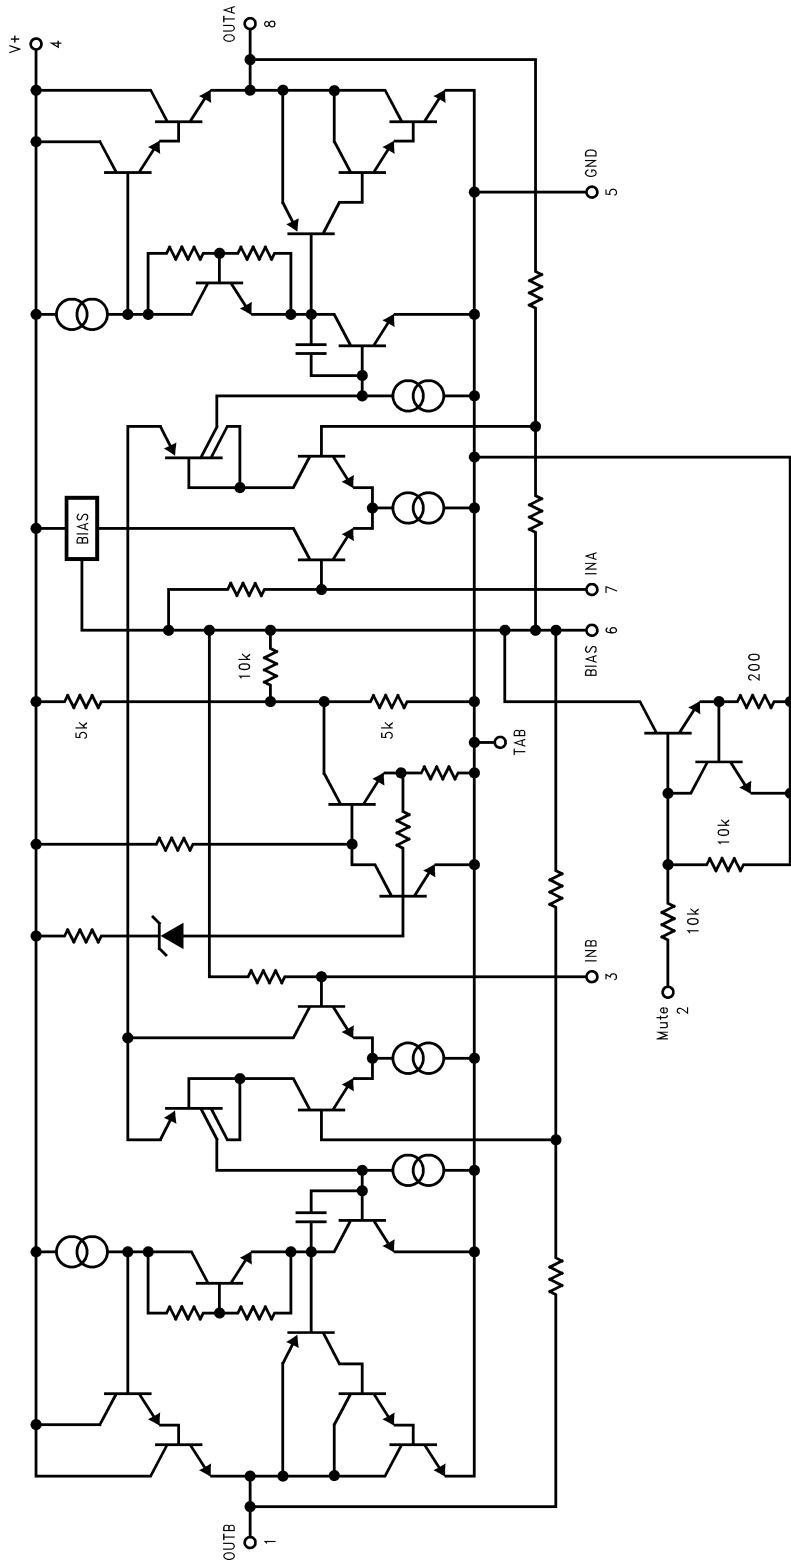 V+
4
OUTA
8
GND
5
BIAS
INA
7
BIAS
6
10k
5k
5k
TAB
200
10k
10k
Mute
2
INB
3
OUTB
1